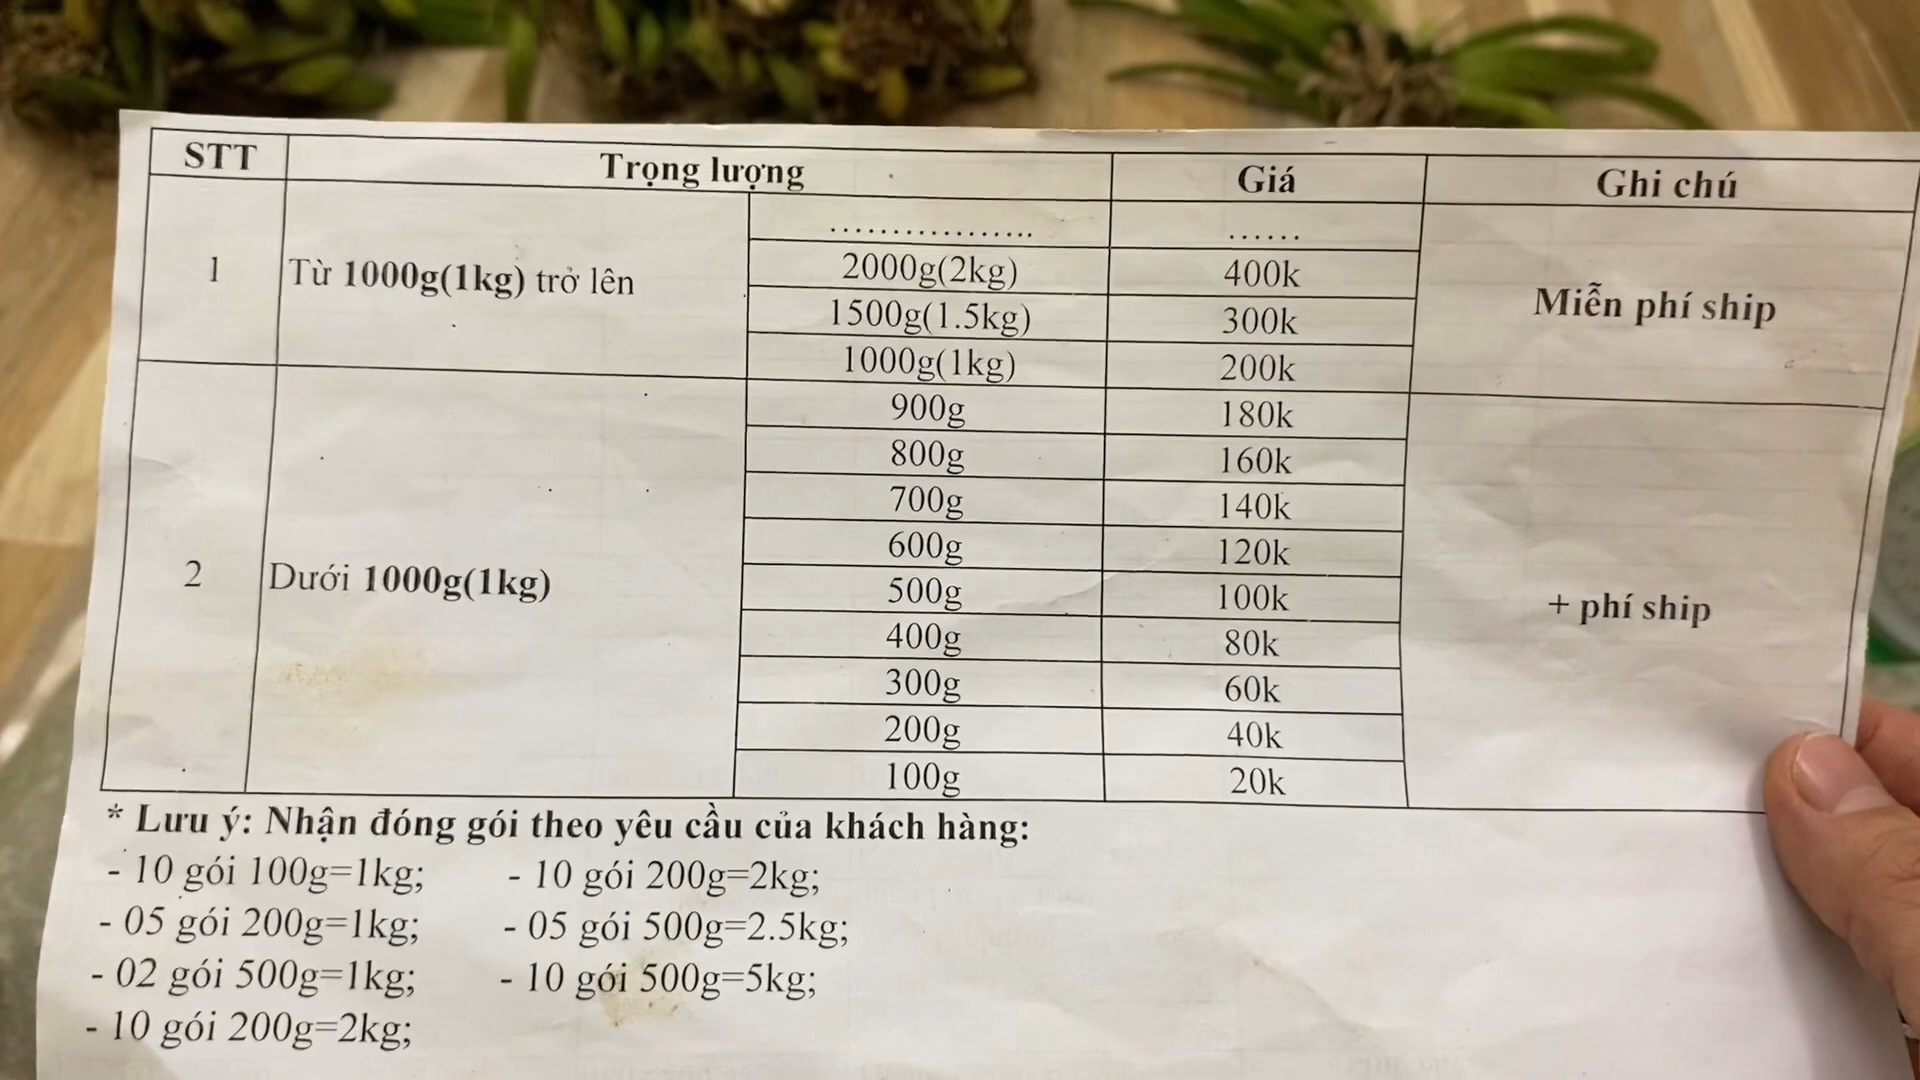 STT Trọng lượng Giá Ghi chú
1 Từ 1000g(1kg) trở lên ................. ...... Miễn phí ship
2000g(2kg) 400k
1500g(1.5kg) 300k
1000g(1kg) 200k
2 Dưới 1000g(1kg) 900g 180k + phí ship
800g 160k
700g 140k
600g 120k
500g 100k
400g 80k
300g 60k
200g 40k
100g 20k
* Lưu ý: Nhận đóng gói theo yêu cầu của khách hàng:
- 10 gói 100g=1kg; - 10 gói 200g=2kg;
- 05 gói 200g=1kg; - 05 gói 500g=2.5kg;
- 02 gói 500g=1kg; - 10 gói 500g=5kg;
- 10 gói 200g=2kg;